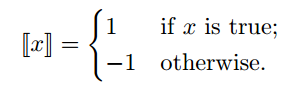 ⟦x⟧ = { 1 if x is true;
−1 otherwise.